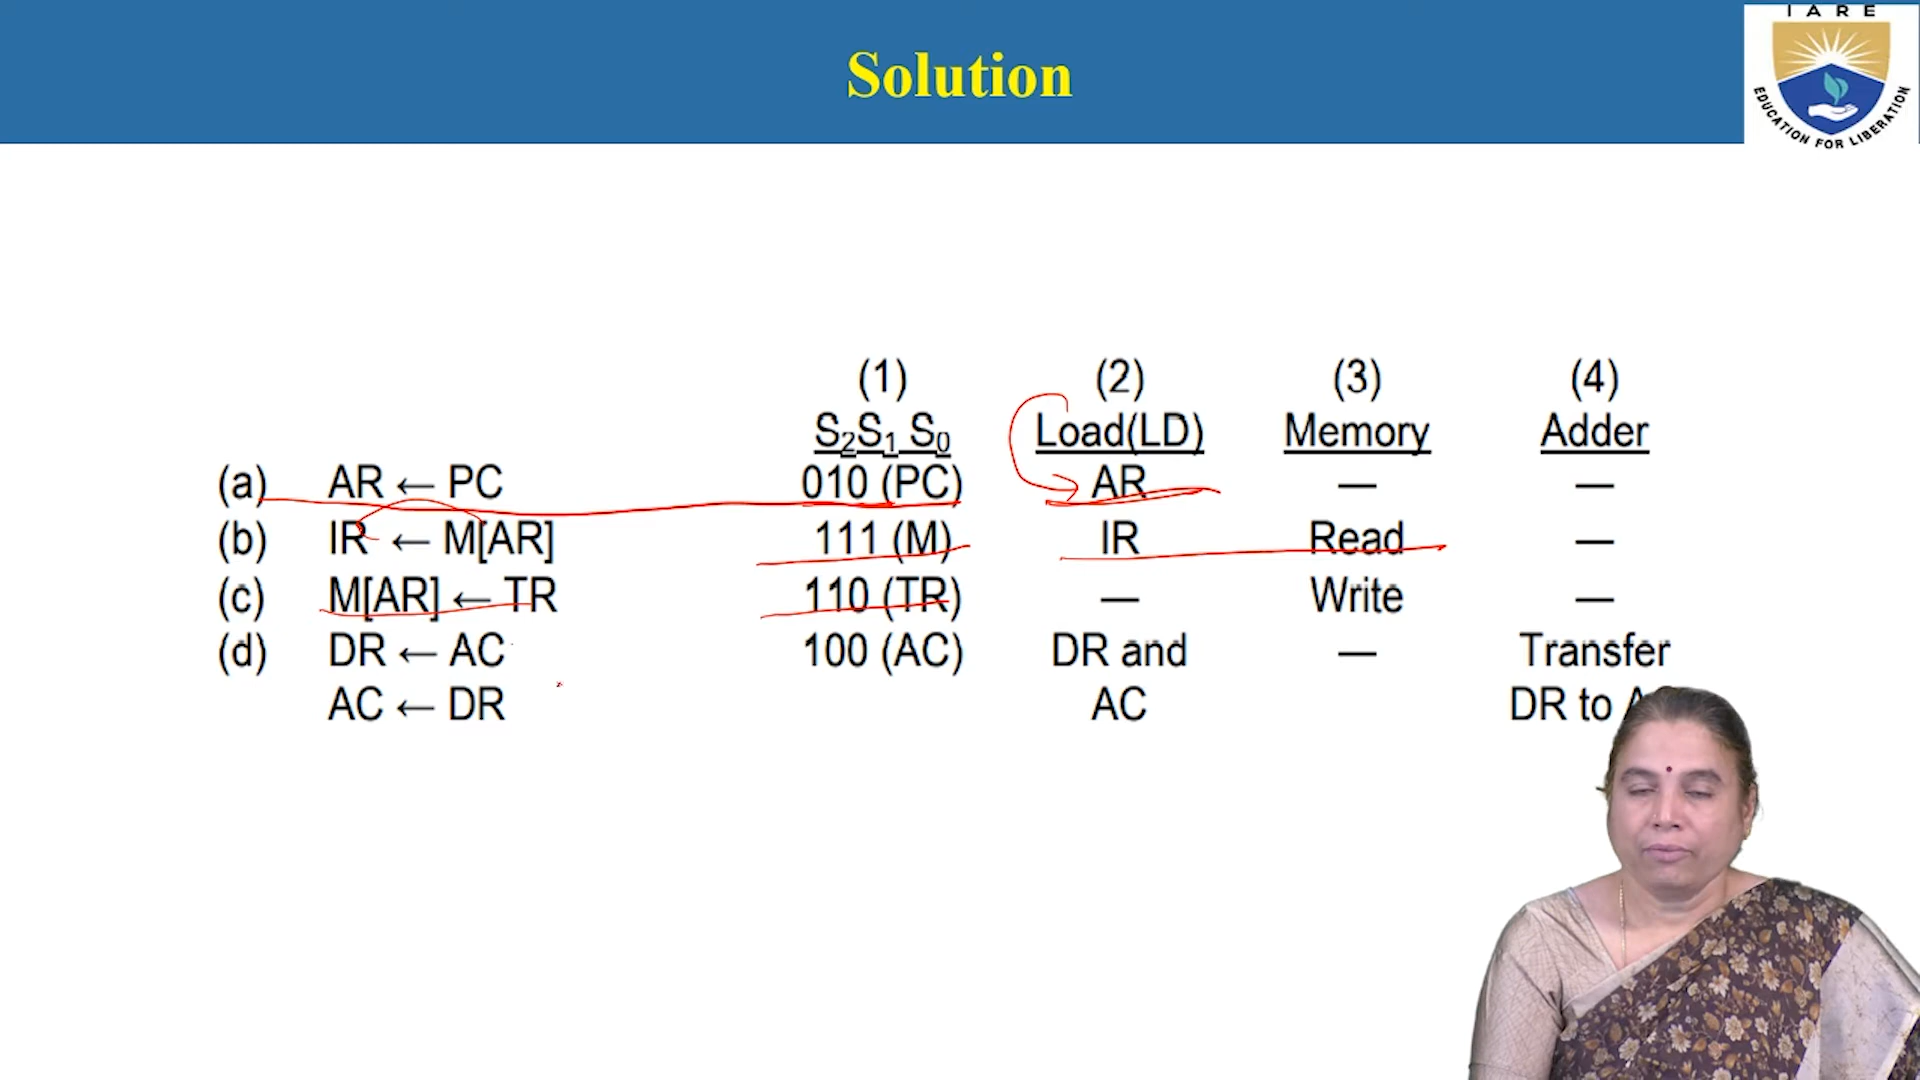 Solution
I A R E
EDUCATION FOR LIBERATION
(1) (2) (3) (4)
S₂S₁ S₀ Load(LD) Memory Adder
(a) AR ← PC 010 (PC) AR — —
(b) IR ← M[AR] 111 (M) IR Read —
(c) M[AR] ← TR 110 (TR) — Write —
(d) DR ← AC 100 (AC) DR and — Transfer
AC ← DR AC DR to